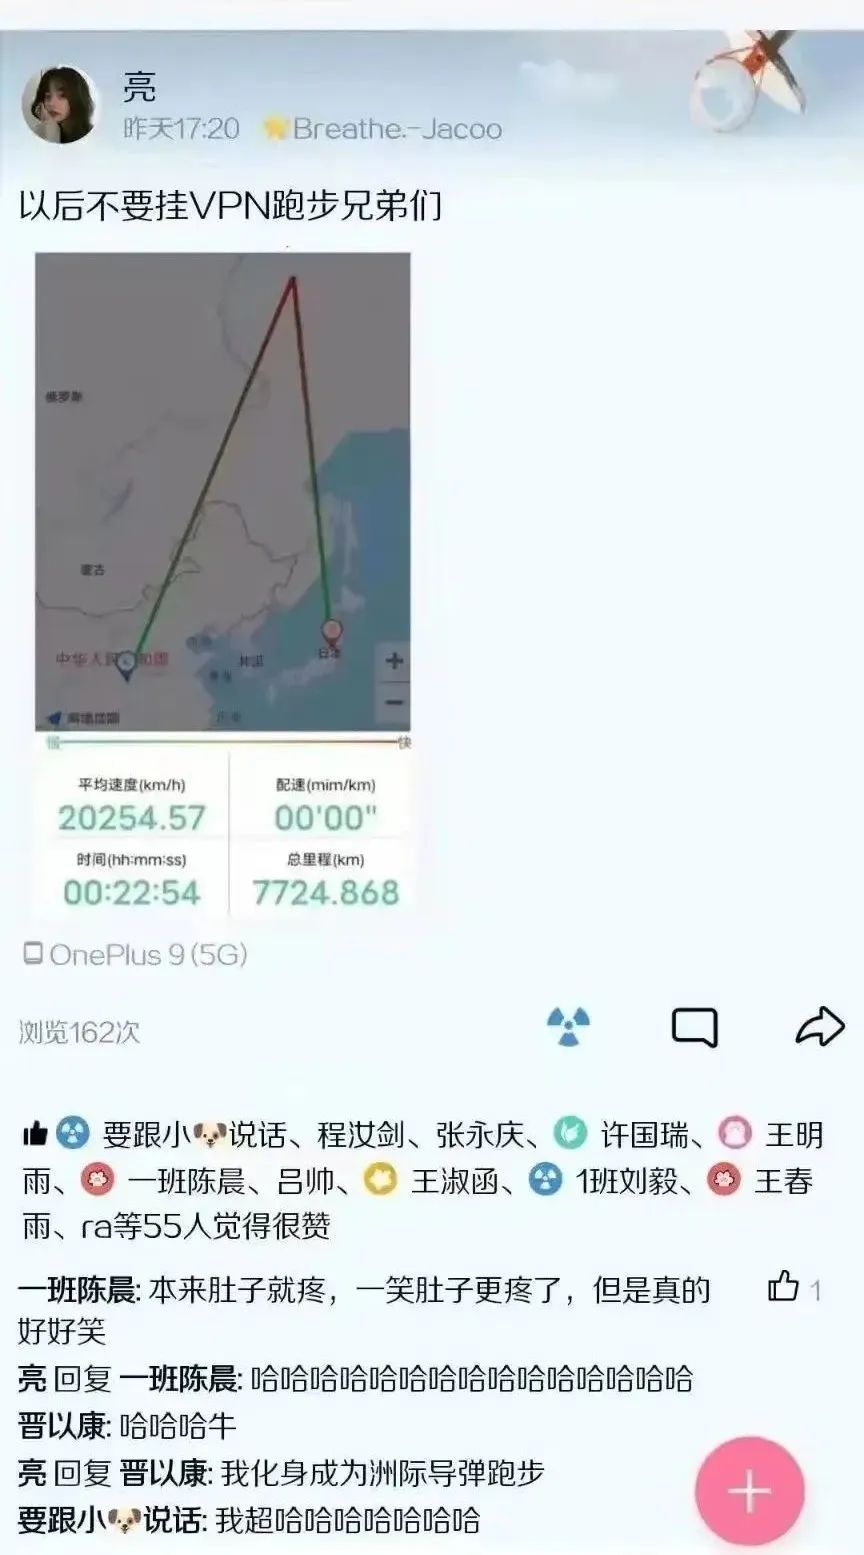 亮
昨天17:20 ⭐Breathe.-Jacoo
以后不要挂VPN跑步兄弟们
俄罗斯
蒙古
中华人民共和国
韩国
日本
高德地图
慢
快
平均速度(km/h)
配速(mim/km)
20254.57
00'00"
时间(hh:mm:ss)
总里程(km)
00:22:54
7724.868
OnePlus 9 (5G)
浏览162次
要跟小🐶说话、程汝剑、张永庆、许国瑞、王明
雨、一班陈晨、吕帅、王淑函、1班刘毅、王春
雨、ra等55人觉得很赞
一班陈晨: 本来肚子就疼，一笑肚子更疼了，但是真的
1
好好笑
亮 回复 一班陈晨: 哈哈哈哈哈哈哈哈哈哈哈哈哈哈哈
晋以康: 哈哈哈牛
亮 回复 晋以康: 我化身成为洲际导弹跑步
要跟小🐶说话: 我超哈哈哈哈哈哈哈